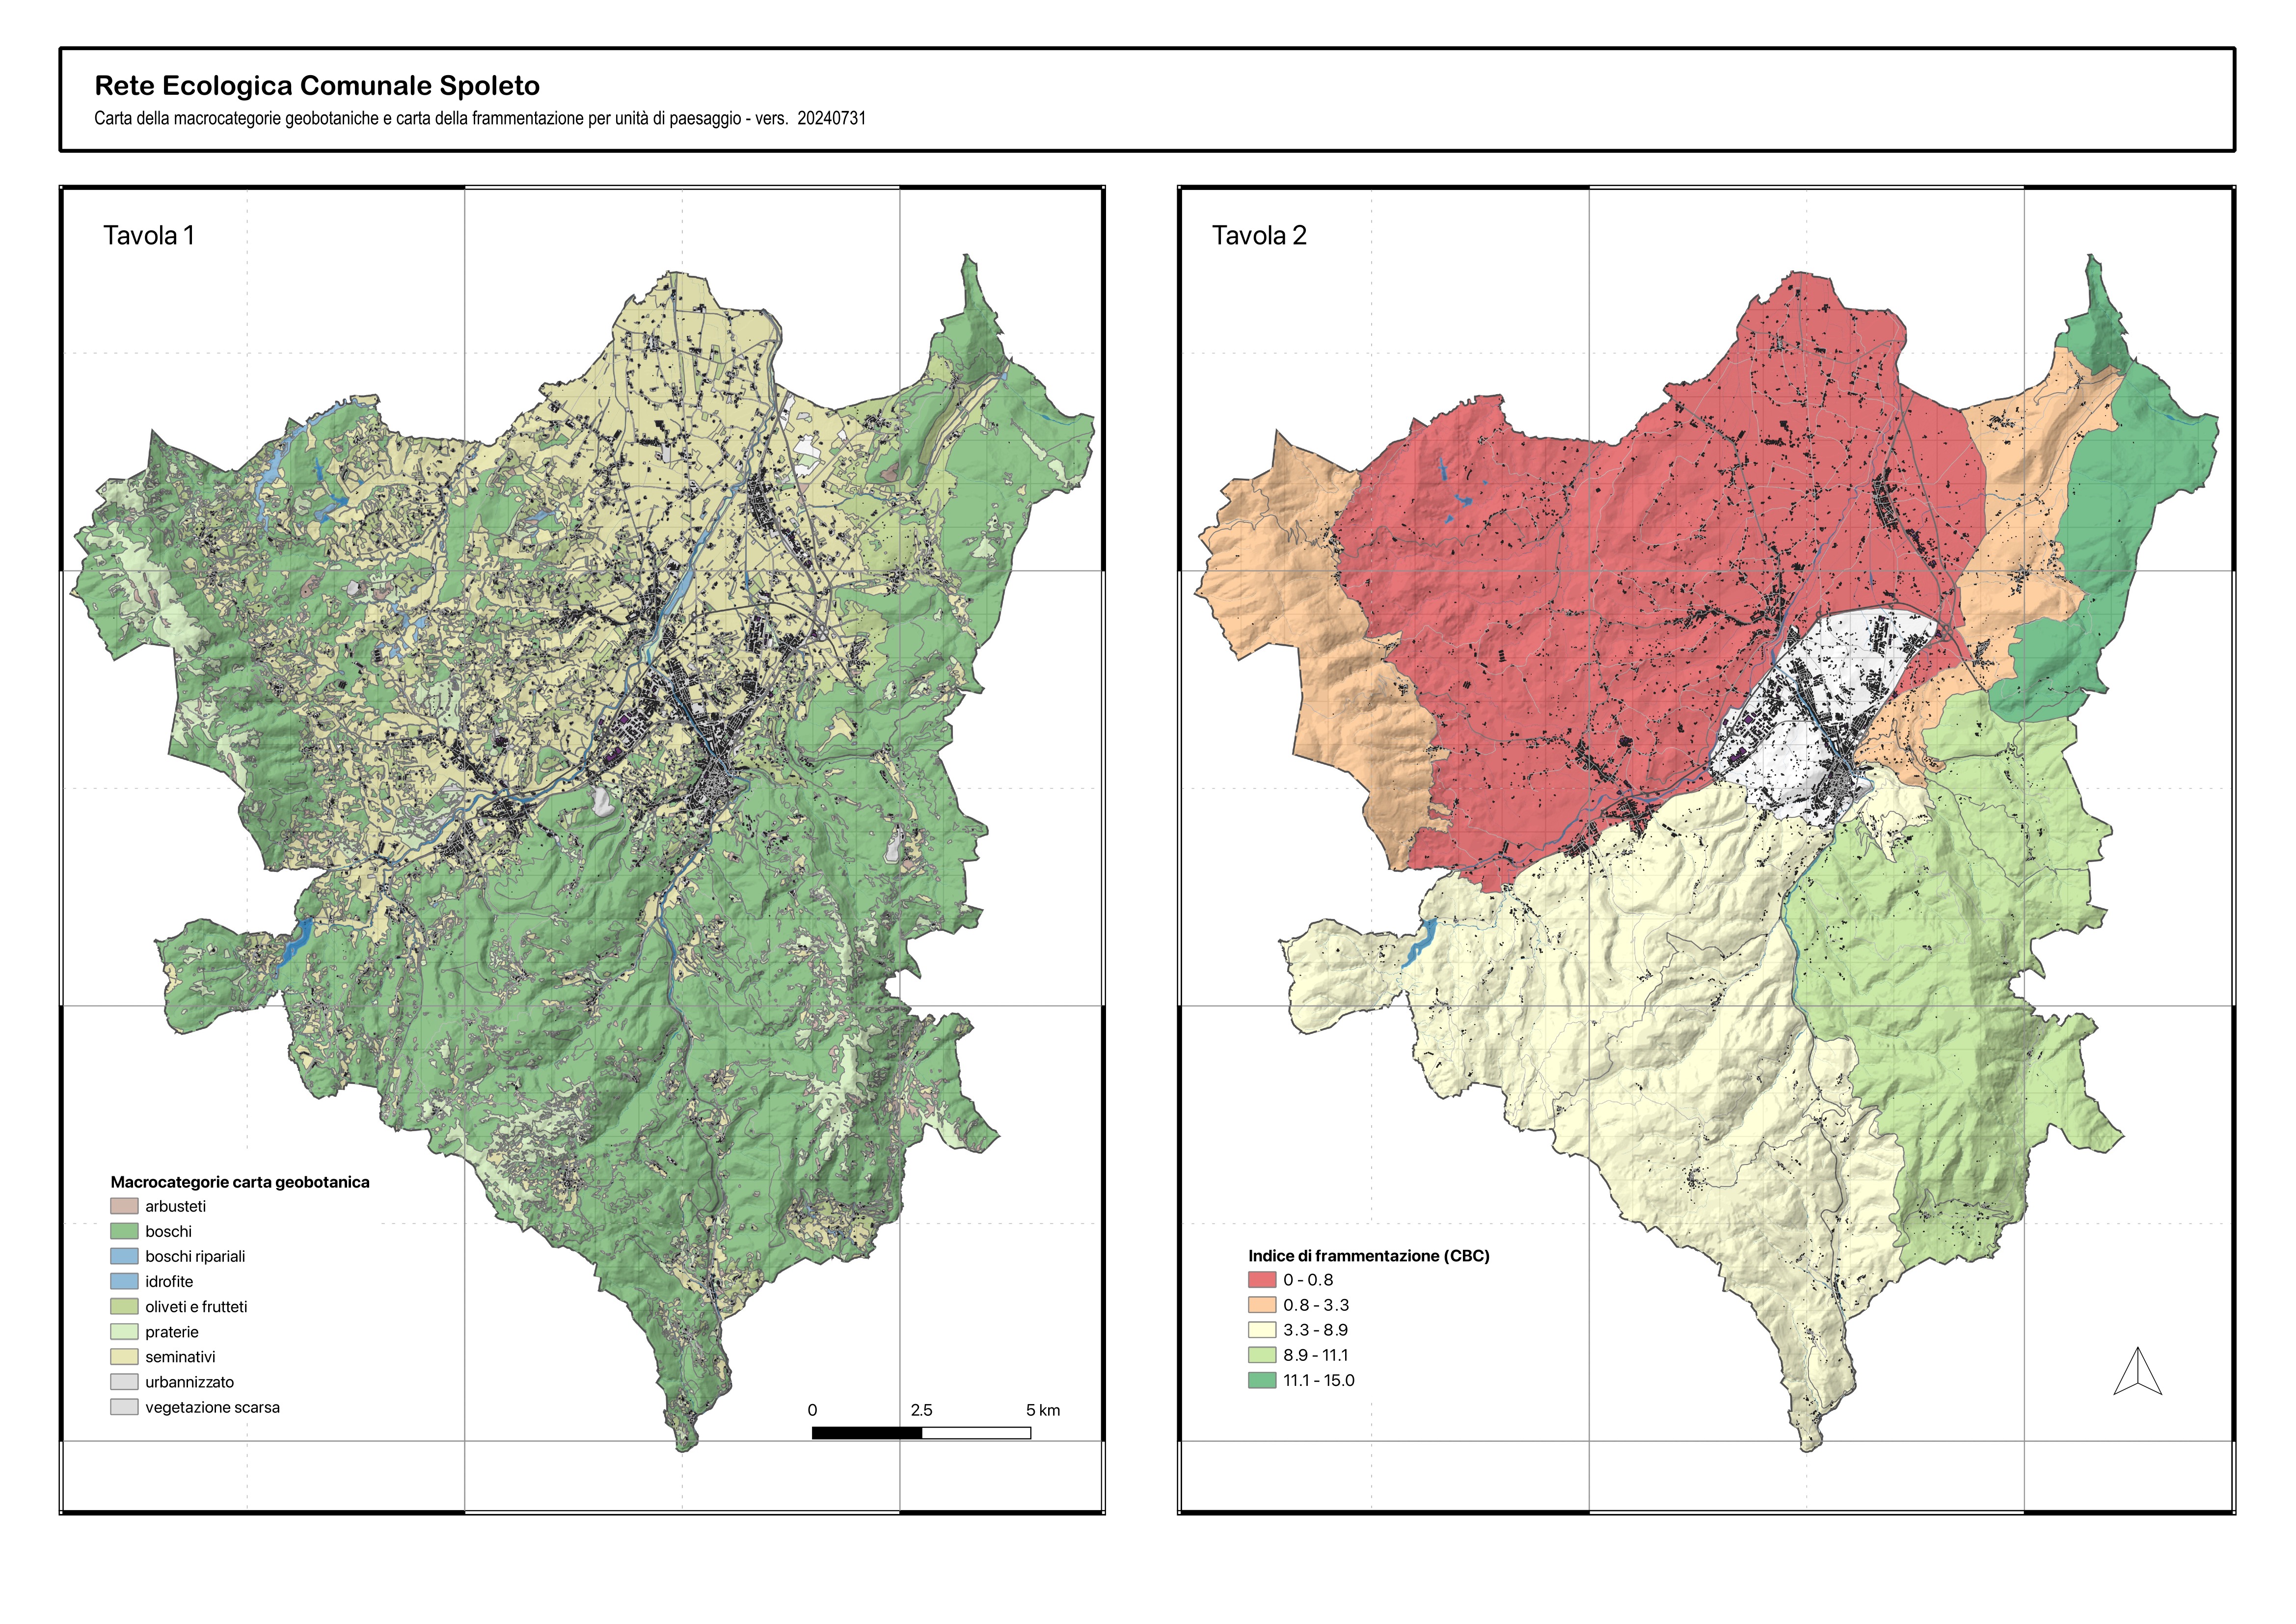 Rete Ecologica Comunale Spoleto
Carta della macrocategorie geobotaniche e carta della frammentazione per unità di paesaggio - vers. 20240731
Tavola 1
Macrocategorie carta geobotanica
arbusteti
boschi
boschi ripariali
idrofite
oliveti e frutteti
praterie
seminativi
urbannizzato
vegetazione scarsa
0 2.5 5 km
Tavola 2
Indice di frammentazione (CBC)
0 - 0.8
0.8 - 3.3
3.3 - 8.9
8.9 - 11.1
11.1 - 15.0